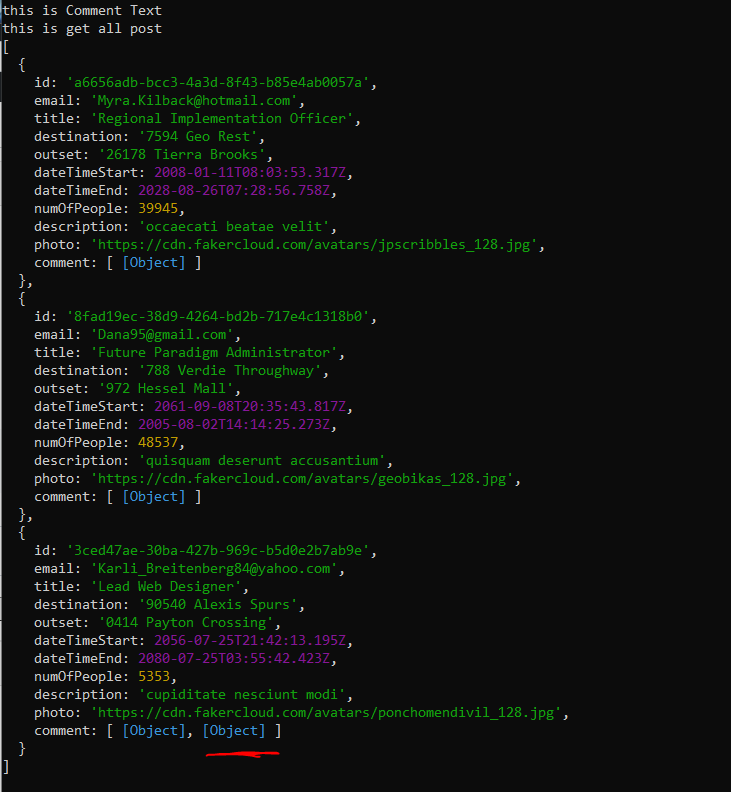 this is Comment Text
this is get all post
[
  {
    id: 'a6656adb-bcc3-4a3d-8f43-b85e4ab0057a',
    email: 'Myra.Kilback@hotmail.com',
    title: 'Regional Implementation Officer',
    destination: '7594 Geo Rest',
    outset: '26178 Tierra Brooks',
    dateTimeStart: 2008-01-11T08:03:53.317Z,
    dateTimeEnd: 2028-08-26T07:28:56.758Z,
    numOfPeople: 39945,
    description: 'occaecati beatae velit',
    photo: 'https://cdn.fakercloud.com/avatars/jpscribbles_128.jpg',
    comment: [ [Object] ]
  },
  {
    id: '8fad19ec-38d9-4264-bd2b-717e4c1318b0',
    email: 'Dana95@gmail.com',
    title: 'Future Paradigm Administrator',
    destination: '788 Verdie Throughway',
    outset: '972 Hessel Mall',
    dateTimeStart: 2061-09-08T20:35:43.817Z,
    dateTimeEnd: 2005-08-02T14:14:25.273Z,
    numOfPeople: 48537,
    description: 'quisquam deserunt accusantium',
    photo: 'https://cdn.fakercloud.com/avatars/geobikas_128.jpg',
    comment: [ [Object] ]
  },
  {
    id: '3ced47ae-30ba-427b-969c-b5d0e2b7ab9e',
    email: 'Karli_Breitenberg84@yahoo.com',
    title: 'Lead Web Designer',
    destination: '90540 Alexis Spurs',
    outset: '0414 Payton Crossing',
    dateTimeStart: 2056-07-25T21:42:13.195Z,
    dateTimeEnd: 2080-07-25T03:55:42.423Z,
    numOfPeople: 5353,
    description: 'cupiditate nesciunt modi',
    photo: 'https://cdn.fakercloud.com/avatars/ponchomendivil_128.jpg',
    comment: [ [Object], [Object] ]
  }
]